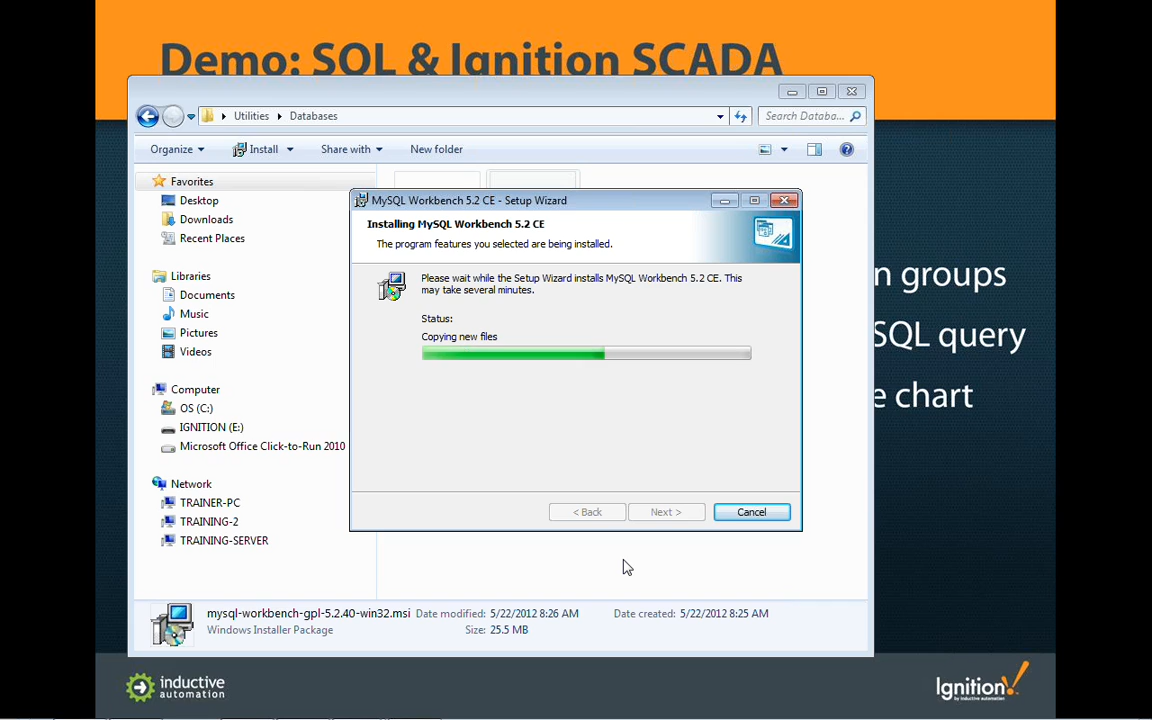 Demo: SQL & Ignition SCADA
Utilities
Databases
Search Databa...
Organize
Install
Share with
New folder
Favorites
Desktop
Downloads
Recent Places
Libraries
Documents
Music
Pictures
Videos
Computer
OS (C:)
IGNITION (E:)
Microsoft Office Click-to-Run 2010
Network
TRAINER-PC
TRAINING-2
TRAINING-SERVER
MySQL Workbench 5.2 CE - Setup Wizard
Installing MySQL Workbench 5.2 CE
The program features you selected are being installed.
Please wait while the Setup Wizard installs MySQL Workbench 5.2 CE. This
may take several minutes.
Status:
Copying new files
< Back
Next >
Cancel
n groups
SQL query
e chart
mysql-workbench-gpl-5.2.40-win32.msi Date modified: 5/22/2012 8:26 AM Date created: 5/22/2012 8:25 AM
Windows Installer Package Size: 25.5 MB
inductive
automation
Ignition!
by inductive automation